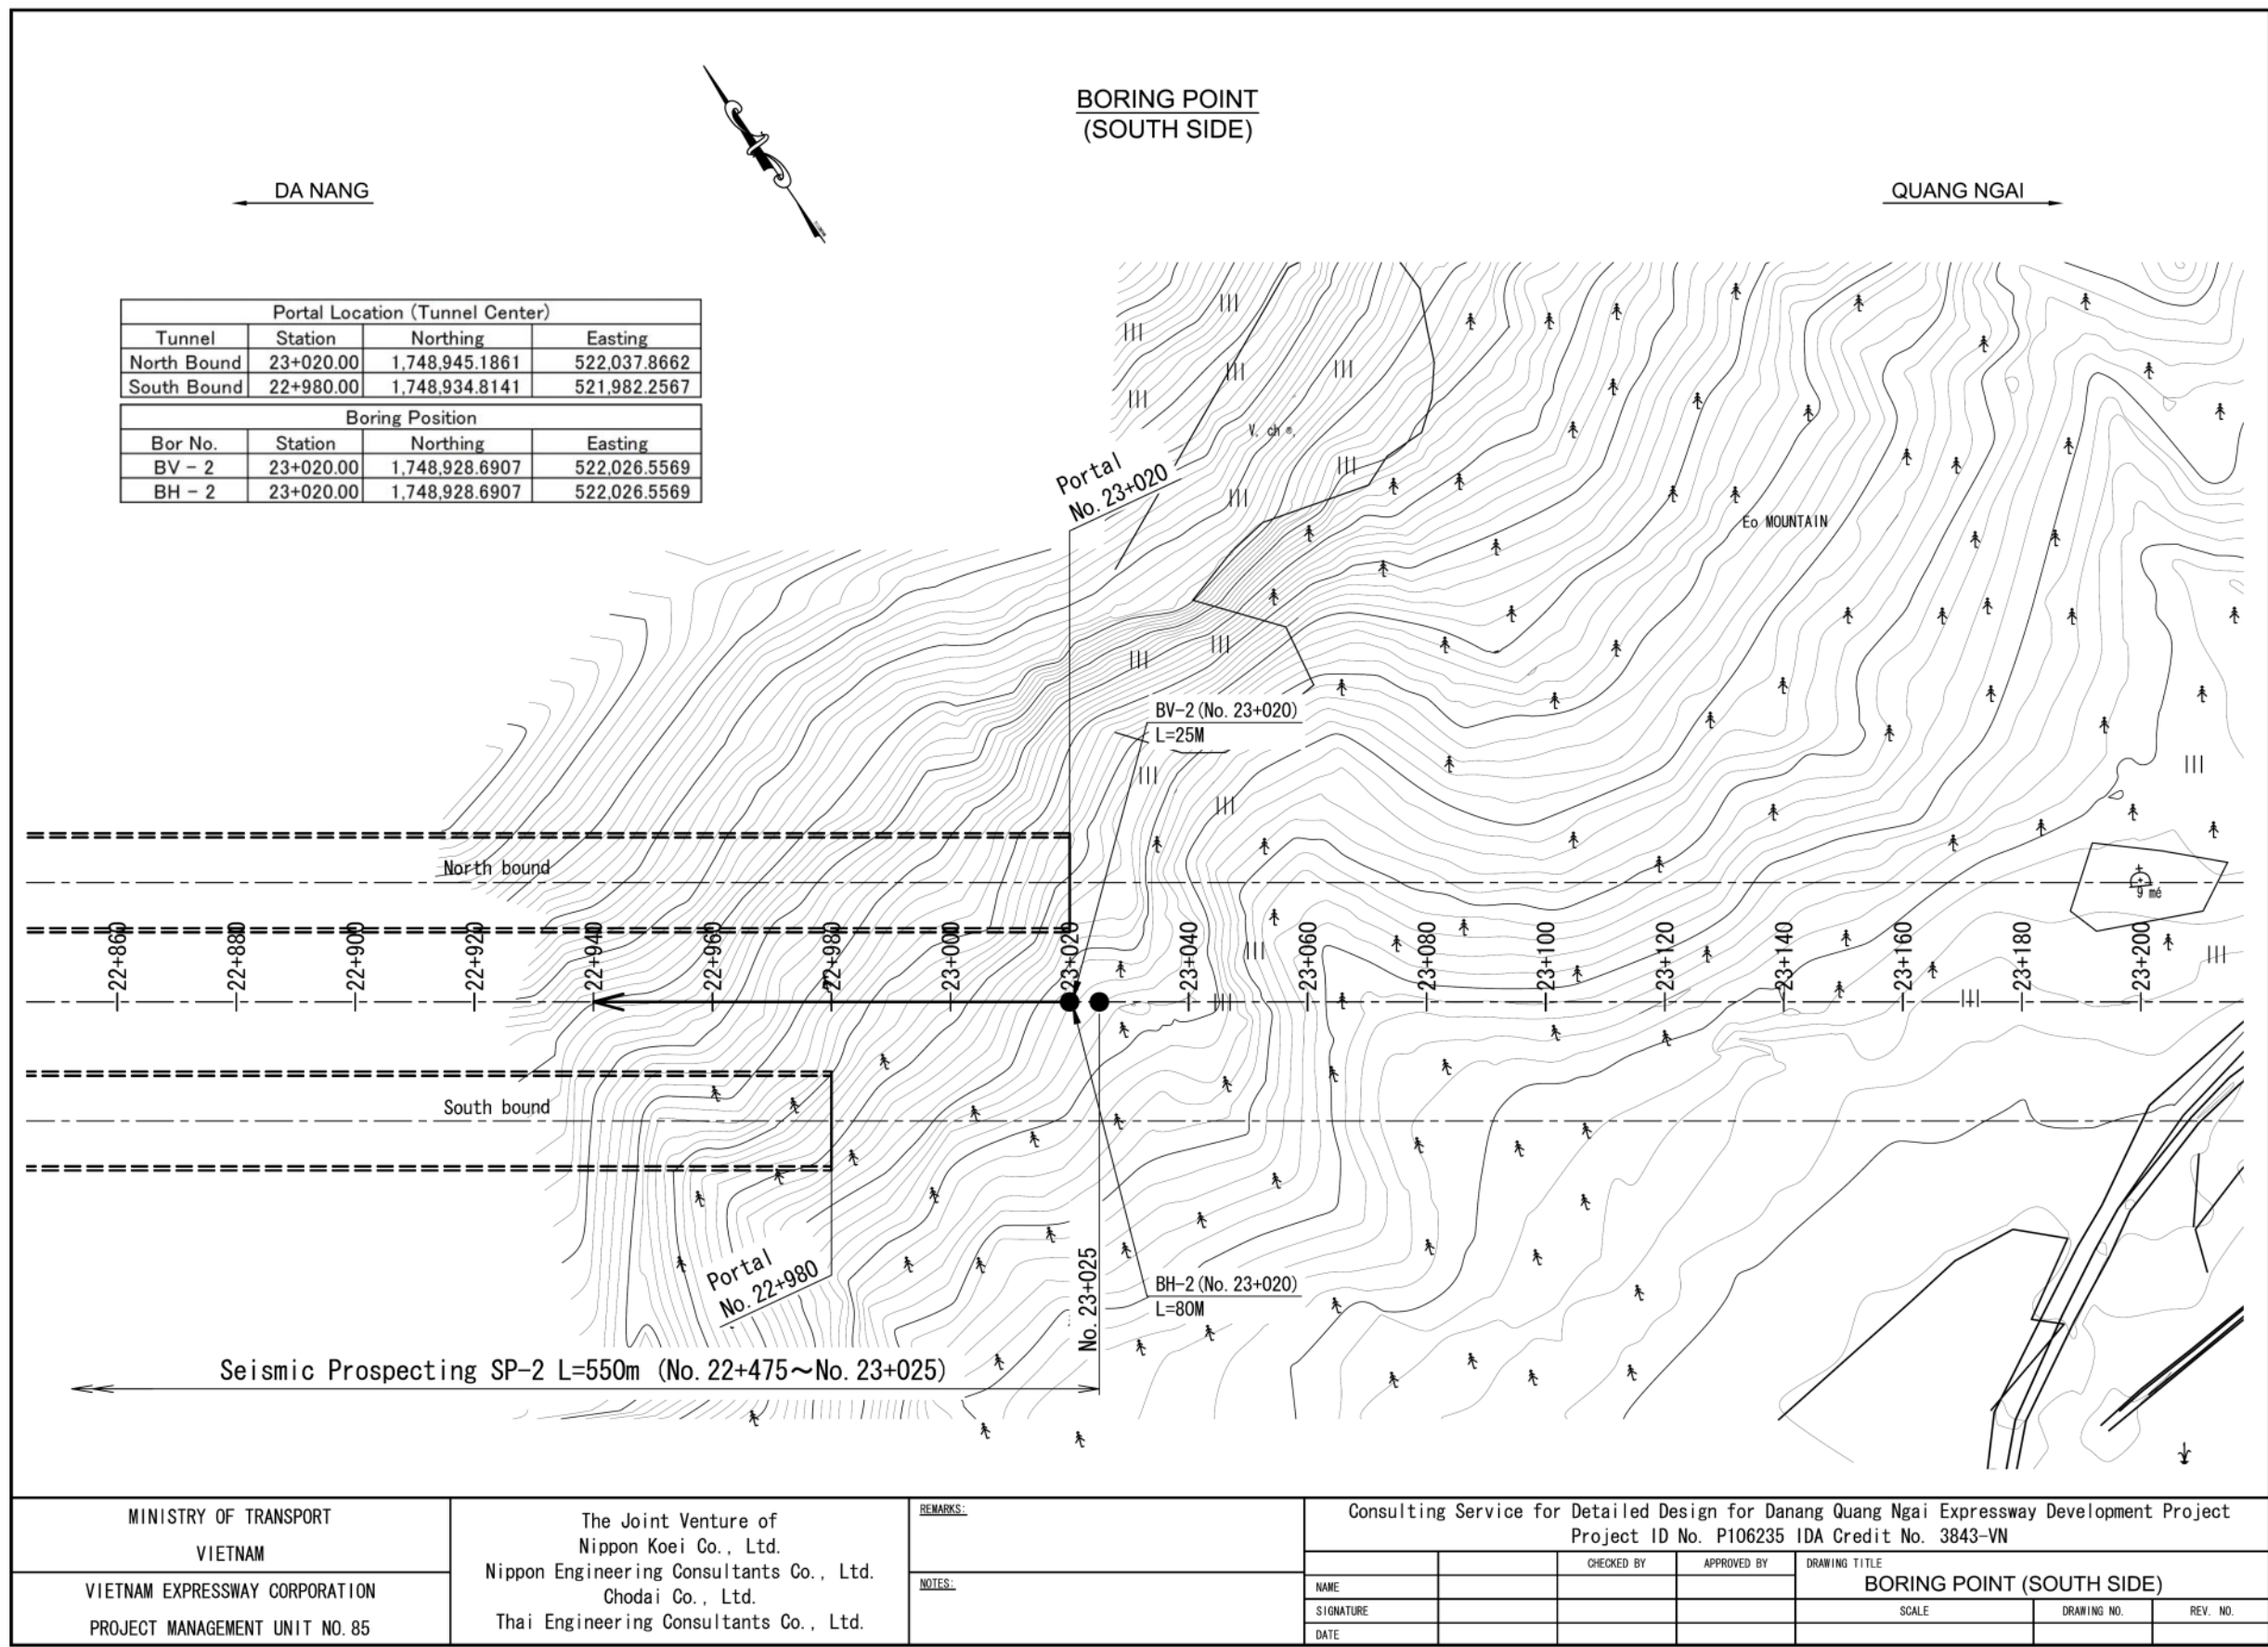 BORING POINT
(SOUTH SIDE)
DA NANG
QUANG NGAI
Portal Location (Tunnel Center)
Tunnel Station Northing Easting
North Bound 23+020.00 1,748,945.1861 522,037.8662
South Bound 22+980.00 1,748,934.8141 521,982.2567
Boring Position
Bor No. Station Northing Easting
BV - 2 23+020.00 1,748,928.6907 522,026.5569
BH - 2 23+020.00 1,748,928.6907 522,026.5569
Portal
No. 23+020
Eo MOUNTAIN
BV-2 (No. 23+020)
L=25M
North bound
9 mé
22+860
22+880
22+900
22+920
22+940
22+960
22+980
23+000
23+020
23+040
23+060
23+080
23+100
23+120
23+140
23+160
23+180
23+200
South bound
Portal
No. 22+980
No. 23+025
BH-2 (No. 23+020)
L=80M
Seismic Prospecting SP-2 L=550m (No. 22+475~No. 23+025)
MINISTRY OF TRANSPORT
VIETNAM
VIETNAM EXPRESSWAY CORPORATION
PROJECT MANAGEMENT UNIT NO. 85
The Joint Venture of
Nippon Koei Co., Ltd.
Nippon Engineering Consultants Co., Ltd.
Chodai Co., Ltd.
Thai Engineering Consultants Co., Ltd.
REMARKS:
NOTES:
Consulting Service for Detailed Design for Danang Quang Ngai Expressway Development Project
Project ID No. P106235 IDA Credit No. 3843-VN
CHECKED BY APPROVED BY DRAWING TITLE
NAME
BORING POINT (SOUTH SIDE)
SIGNATURE SCALE DRAWING NO. REV. NO.
DATE